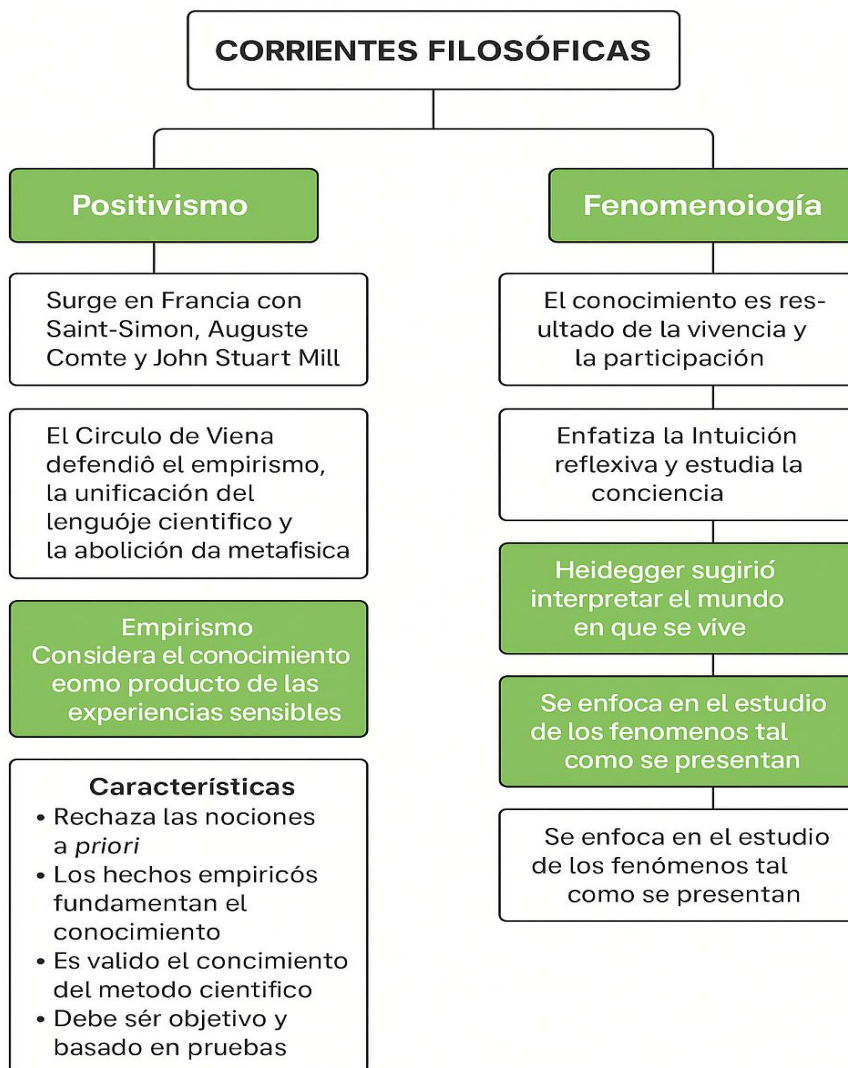 CORRIENTES FILOSÓFICAS
Positivismo
Surge en Francia con
Saint-Simon, Auguste
Comte y John Stuart Mill
El Circulo de Viena
defendiô el empirismo,
la unificación del
lenguóje cientifico y
la abolición da metafisica
Empirismo
Considera el conocimiento
eomo producto de las
experiencias sensibles
Característícas
• Rechaza las nociones
a priori
• Los hechos empiricós
fundamentan el
conocimiento
• Es valido el concimiento
del metodo cientifico
• Debe sér objetivo y
basado en pruebas
Fenomenoiogía
El conocimiento es res-
ultado de la vivencia y
la participación
Enfatiza la Intuición
reflexiva y estudia la
conciencia
Heidegger sugirió
interpretar el mundo
en que se víve
Se enfoca en el estudio
de los fenomenos tal
como se presentan
Se enfoca en el estudio
de los fenómenos tal
como se presentan